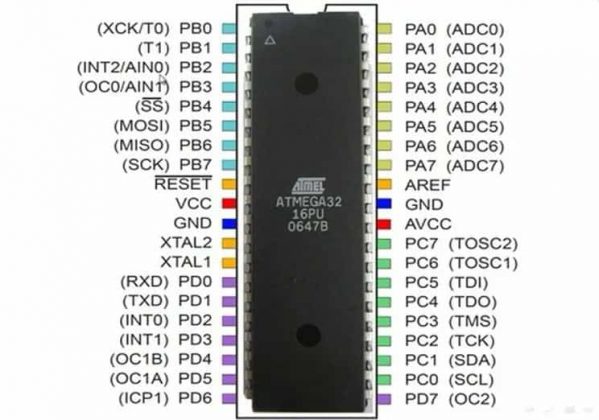 (XCK/T0) PB0
(T1) PB1
(INT2/AIN0) PB2
(OC0/AIN1) PB3
(SS) PB4
(MOSI) PB5
(MISO) PB6
(SCK) PB7
RESET
VCC
GND
XTAL2
XTAL1
(RXD) PD0
(TXD) PD1
(INT0) PD2
(INT1) PD3
(OC1B) PD4
(OC1A) PD5
(ICP1) PD6
ATMEL
ATMEGA32
16PU
0647B
PA0 (ADC0)
PA1 (ADC1)
PA2 (ADC2)
PA3 (ADC3)
PA4 (ADC4)
PA5 (ADC5)
PA6 (ADC6)
PA7 (ADC7)
AREF
GND
AVCC
PC7 (TOSC2)
PC6 (TOSC1)
PC5 (TDI)
PC4 (TDO)
PC3 (TMS)
PC2 (TCK)
PC1 (SDA)
PC0 (SCL)
PD7 (OC2)